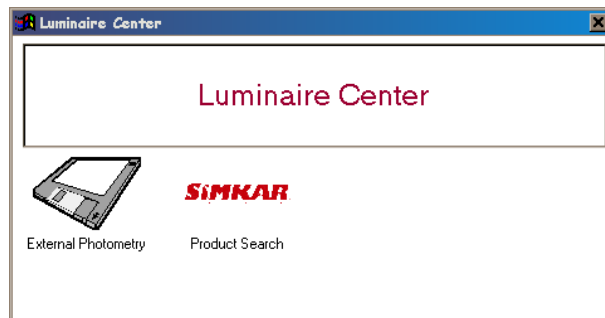 Luminaire Center
Luminaire Center
SIMKAR
External Photometry
Product Search